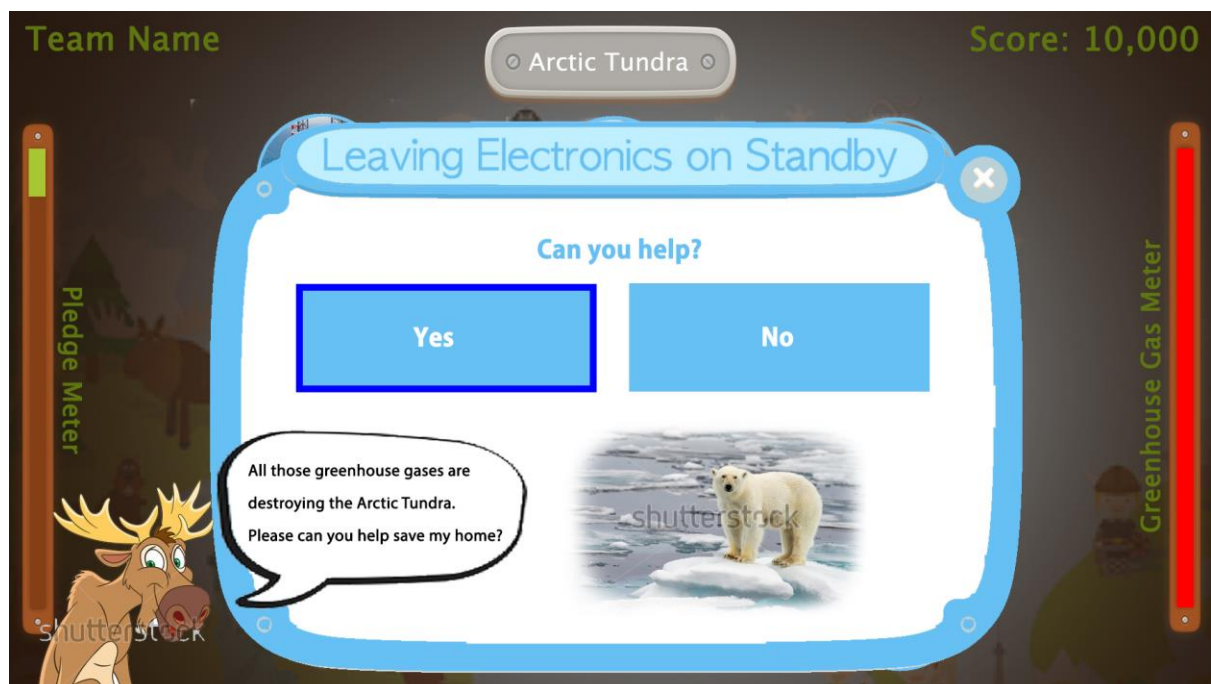 Team Name
Arctic Tundra
Score: 10,000
Leaving Electronics on Standby
Can you help?
Yes
No
Pledge Meter
Greenhouse Gas Meter
All those greenhouse gases are
destroying the Arctic Tundra.
Please can you help save my home?
shutterstock
shutterstock